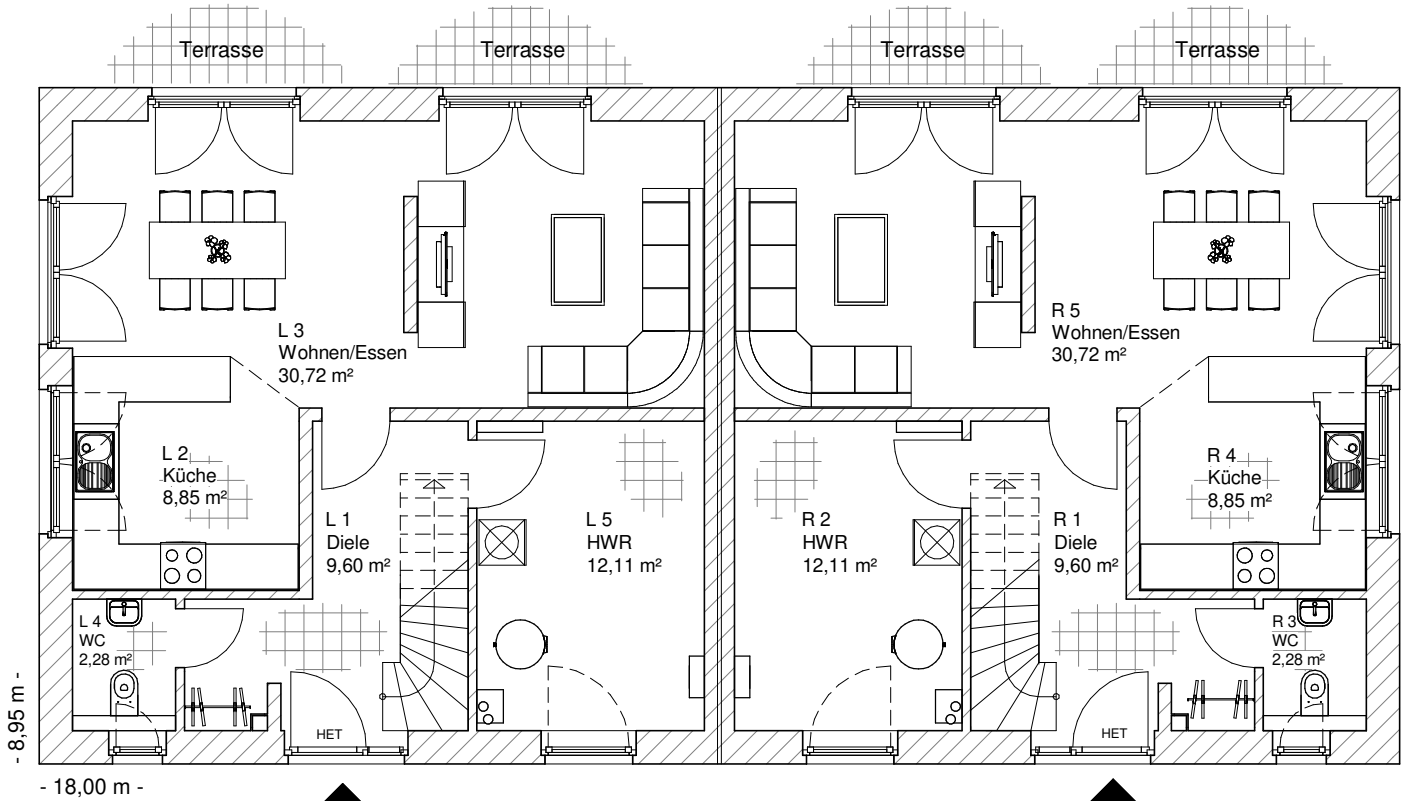 Terrasse
Terrasse
Terrasse
Terrasse
L 3
Wohnen/Essen
30,72 m²
R 5
Wohnen/Essen
30,72 m²
L 2
Küche
8,85 m²
L 1
Diele
9,60 m²
L 5
HWR
12,11 m²
R 2
HWR
12,11 m²
R 1
Diele
9,60 m²
R 4
Küche
8,85 m²
L 4
WC
2,28 m²
R 3
WC
2,28 m²
HET
HET
- 8,95 m -
- 18,00 m -